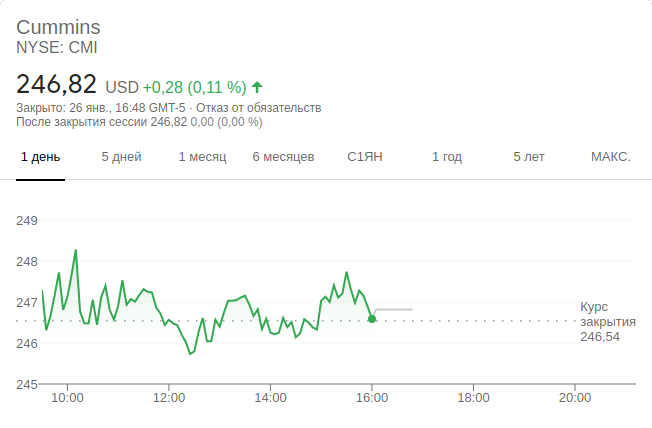 Cummins
NYSE: CMI
246,82 USD +0,28 (0,11 %)
Закрыто: 26 янв., 16:48 GMT-5 · Отказ от обязательств
После закрытия сессии 246,82 0,00 (0,00 %)
1 день 5 дней 1 месяц 6 месяцев С1ЯН 1 год 5 лет МАКС.
249
248
247
246
245
Курс
закрытия
246,54
10:00 12:00 14:00 16:00 18:00 20:00